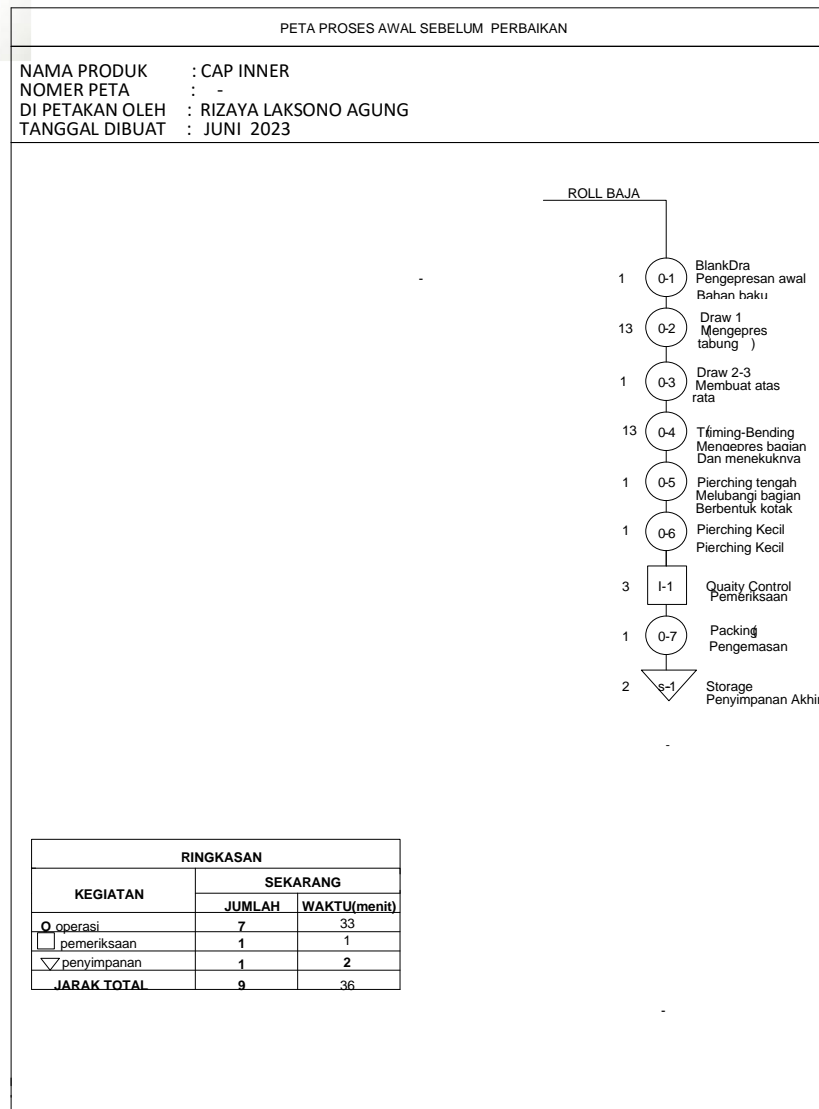 PETA PROSES AWAL SEBELUM PERBAIKAN
NAMA PRODUK : CAP INNER
NOMER PETA : -
DI PETAKAN OLEH : RIZAYA LAKSONO AGUNG
TANGGAL DIBUAT : JUNI 2023
ROLL BAJA
-
1 0-1 BlankDra
Pengepresan awal
Bahan baku
13 0-2 Draw 1
(Mengepres
tabung )
1 0-3 Draw 2-3
Membuat atas
rata
13 0-4 Triming-Bending
(Mengepres bagian
Dan menekuknya
1 0-5 Pierching tengah
Melubangi bagian
Berbentuk kotak
1 0-6 Pierching Kecil
Pierching Kecil
3 I-1 Quaity Control
Pemeriksaan
1 0-7 Packing(
Pengemasan
2 s-1 Storage
Penyimpanan Akhir
-
RINGKASAN
KEGIATAN SEKARANG
JUMLAH WAKTU(menit)
O operasi 7 33
pemeriksaan 1 1
penyimpanan 1 2
JARAK TOTAL 9 36
-